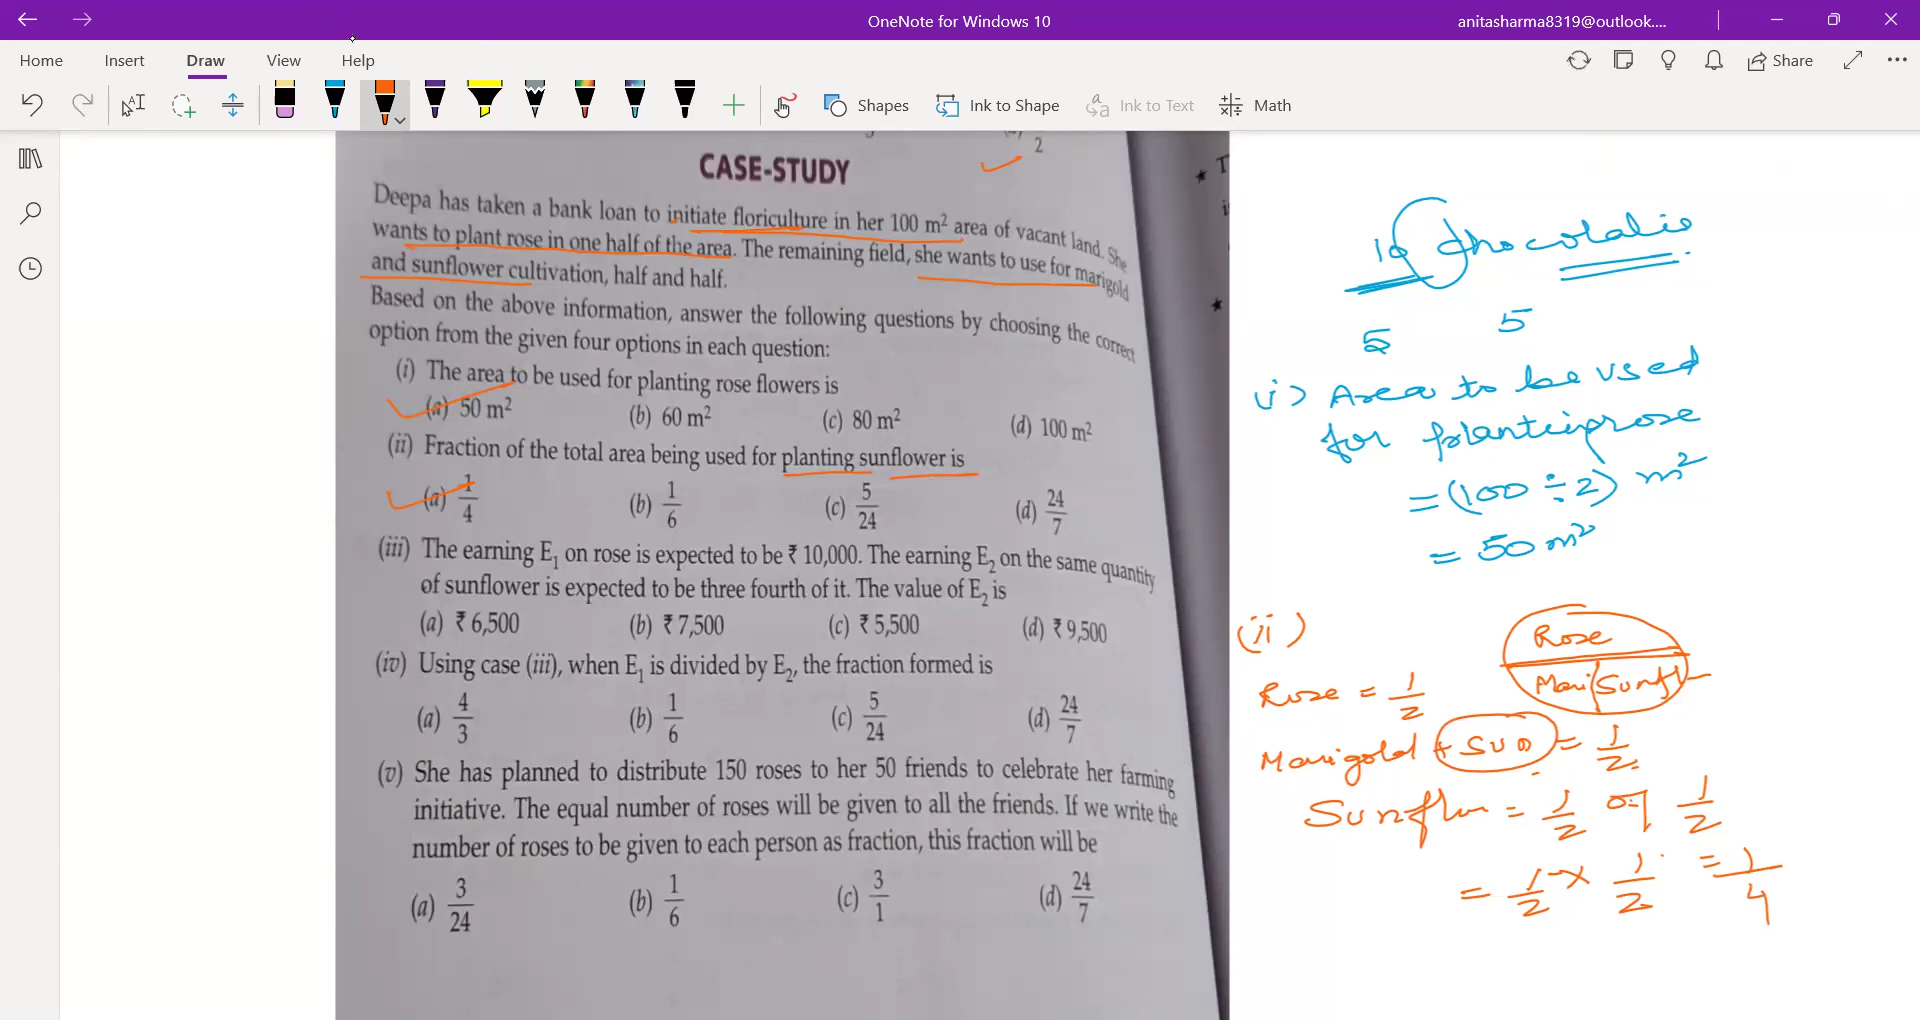 OneNote for Windows 10
anitasharma8319@outlook....
Home Insert Draw View Help
Share
Shapes Ink to Shape Ink to Text Math
2
CASE-STUDY
Deepa has taken a bank loan to initiate floriculture in her 100 m² area of vacant land. She
wants to plant rose in one half of the area. The remaining field, she wants to use for marigold
and sunflower cultivation, half and half.
Based on the above information, answer the following questions by choosing the correct
option from the given four options in each question:
(i) The area to be used for planting rose flowers is
(a) 50 m² (b) 60 m² (c) 80 m² (d) 100 m²
(ii) Fraction of the total area being used for planting sunflower is
(a) 1/4 (b) 1/6 (c) 5/24 (d) 24/7
(iii) The earning E₁ on rose is expected to be ₹ 10,000. The earning E₂ on the same quantity
of sunflower is expected to be three fourth of it. The value of E₂ is
(a) ₹ 6,500 (b) ₹ 7,500 (c) ₹ 5,500 (d) ₹ 9,500
(iv) Using case (iii), when E₁ is divided by E₂, the fraction formed is
(a) 4/3 (b) 1/6 (c) 5/24 (d) 24/7
(v) She has planned to distribute 150 roses to her 50 friends to celebrate her farming
initiative. The equal number of roses will be given to all the friends. If we write the
number of roses to be given to each person as fraction, this fraction will be
(a) 3/24 (b) 1/6 (c) 3/1 (d) 24/7
10
5 5
i) Area to be used
for planting rose
= (100 ÷ 2) m²
= 50 m²
(ii)
Rose
Mari Sunfl
Rose = 1/2
Marigold + Sun = 1/2
Sunflu = 1/2 of 1/2
= 1/2 × 1/2 = 1/4